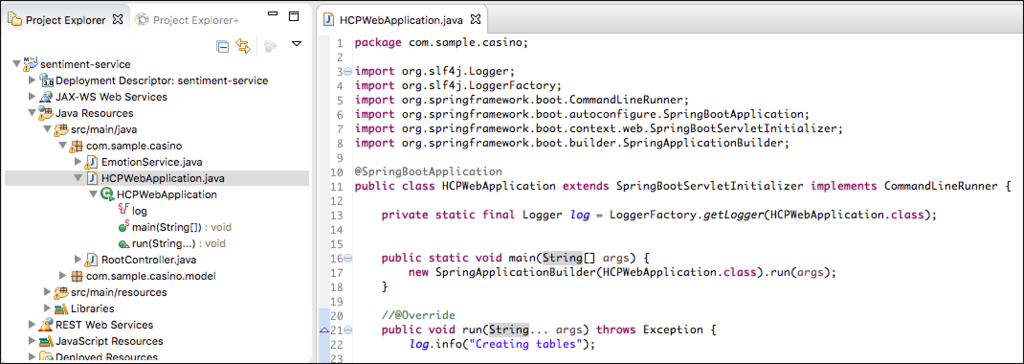 Project Explorer
Project Explorer+
sentiment-service
Deployment Descriptor: sentiment-service
JAX-WS Web Services
Java Resources
src/main/java
com.sample.casino
EmotionService.java
HCPWebApplication.java
HCPWebApplication
log
main(String[]) : void
run(String...) : void
RootController.java
com.sample.casino.model
src/main/resources
Libraries
REST Web Services
JavaScript Resources
Deployed Resources
HCPWebApplication.java
1 package com.sample.casino;
2
3 import org.slf4j.Logger;
4 import org.slf4j.LoggerFactory;
5 import org.springframework.boot.CommandLineRunner;
6 import org.springframework.boot.autoconfigure.SpringBootApplication;
7 import org.springframework.boot.context.web.SpringBootServletInitializer;
8 import org.springframework.boot.builder.SpringApplicationBuilder;
9
10 @SpringBootApplication
11 public class HCPWebApplication extends SpringBootServletInitializer implements CommandLineRunner {
12
13 private static final Logger log = LoggerFactory.getLogger(HCPWebApplication.class);
14
15
16 public static void main(String[] args) {
17 new SpringApplicationBuilder(HCPWebApplication.class).run(args);
18 }
19
20 //@Override
21 public void run(String... args) throws Exception {
22 log.info("Creating tables");
23